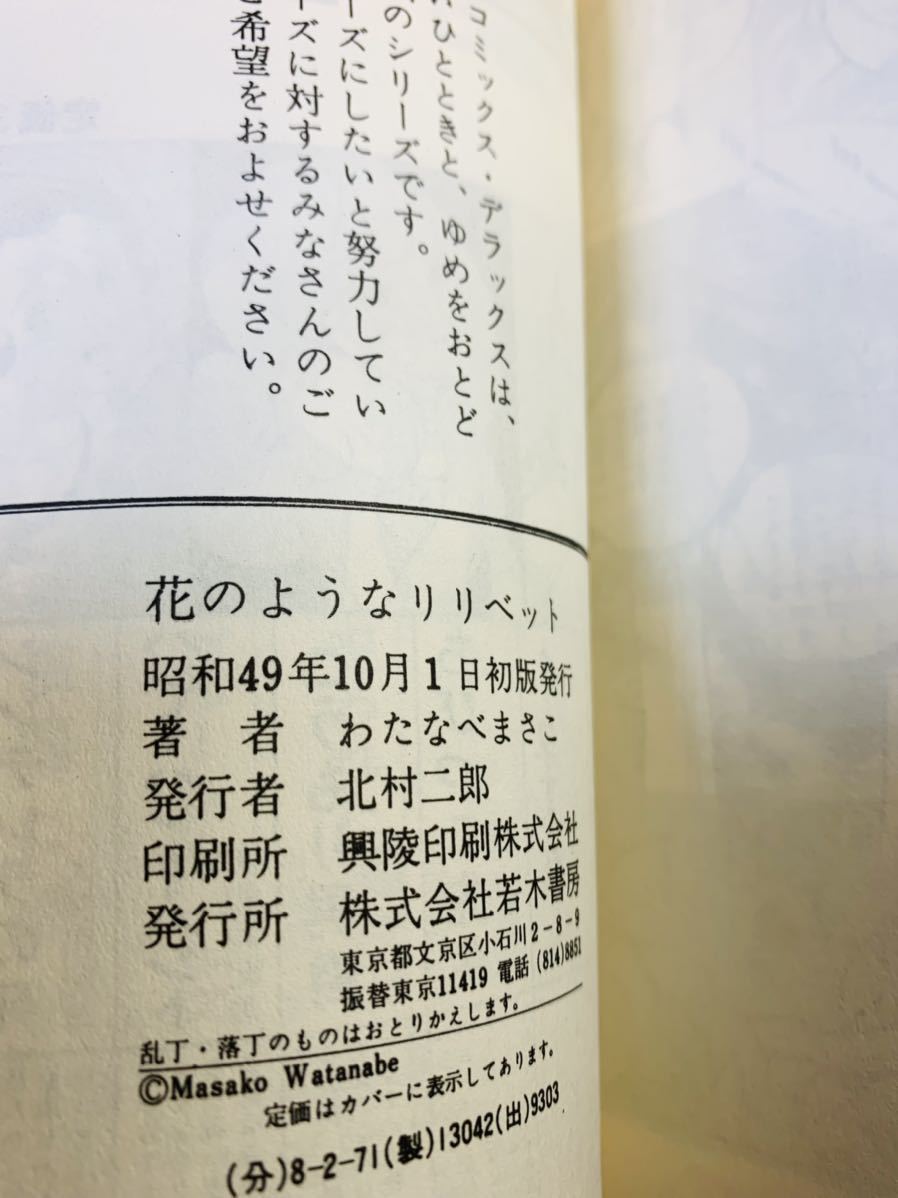 コミックス・デラックスは、
いひとときと、ゆめをおとど
のシリーズです。
ーズにしたいと努力してい
ーズに対するみなさんのご
ご希望をおよせください。
花のようなリリベット
昭和49年10月1日初版発行
著者 わたなべまさこ
発行者 北村二郎
印刷所 興陵印刷株式会社
発行所 株式会社若木書房
東京都文京区小石川2-8-9
振替東京11419 電話(814)8851
乱丁・落丁のものはおとりかえします。
©Masako Watanabe
定価はカバーに表示してあります。
(分)8-2-71(製)13042(出)9303